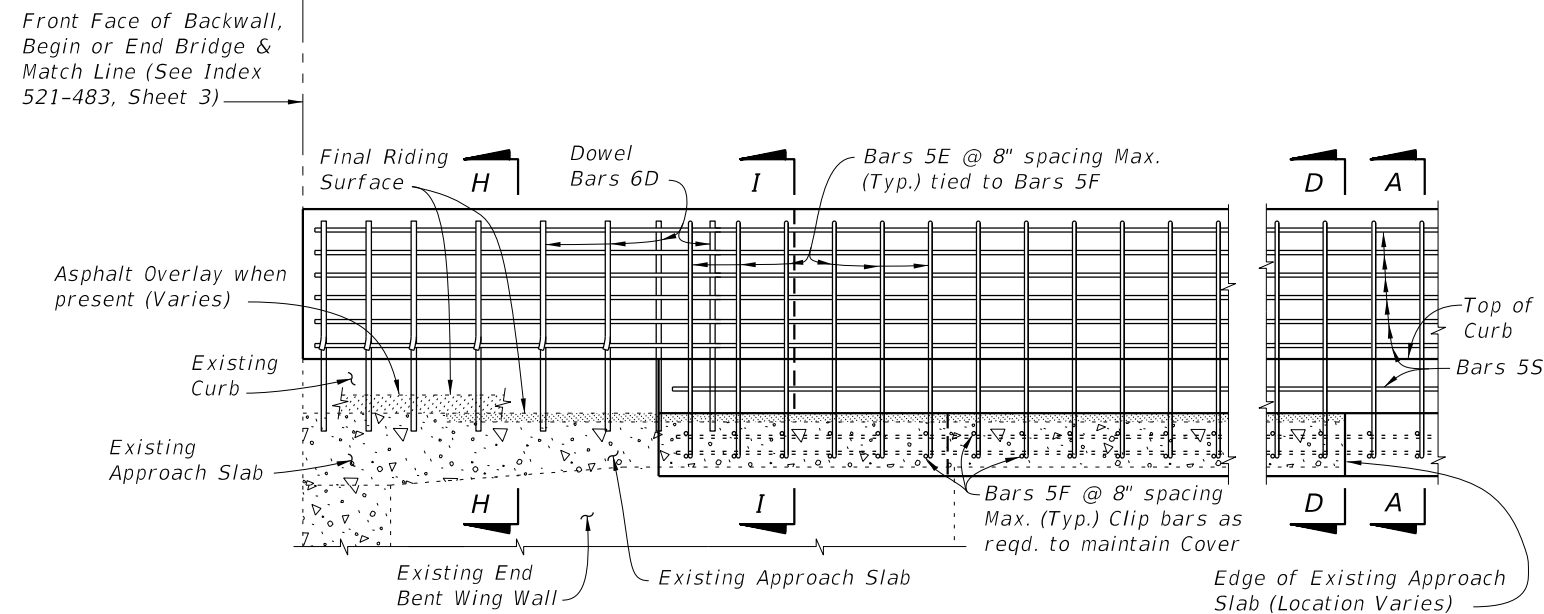 Front Face of Backwall,
Begin or End Bridge &
Match Line (See Index
521-483, Sheet 3)
Final Riding
Surface
H
Dowel
Bars 6D
I
Bars 5E @ 8" spacing Max.
(Typ.) tied to Bars 5F
D
A
Asphalt Overlay when
present (Varies)
Top of
Curb
Existing
Curb
Bars 5S
Existing
Approach Slab
H
I
Bars 5F @ 8" spacing
Max. (Typ.) Clip bars as
reqd. to maintain Cover
D
A
Existing End
Bent Wing Wall
Existing Approach Slab
Edge of Existing Approach
Slab (Location Varies)